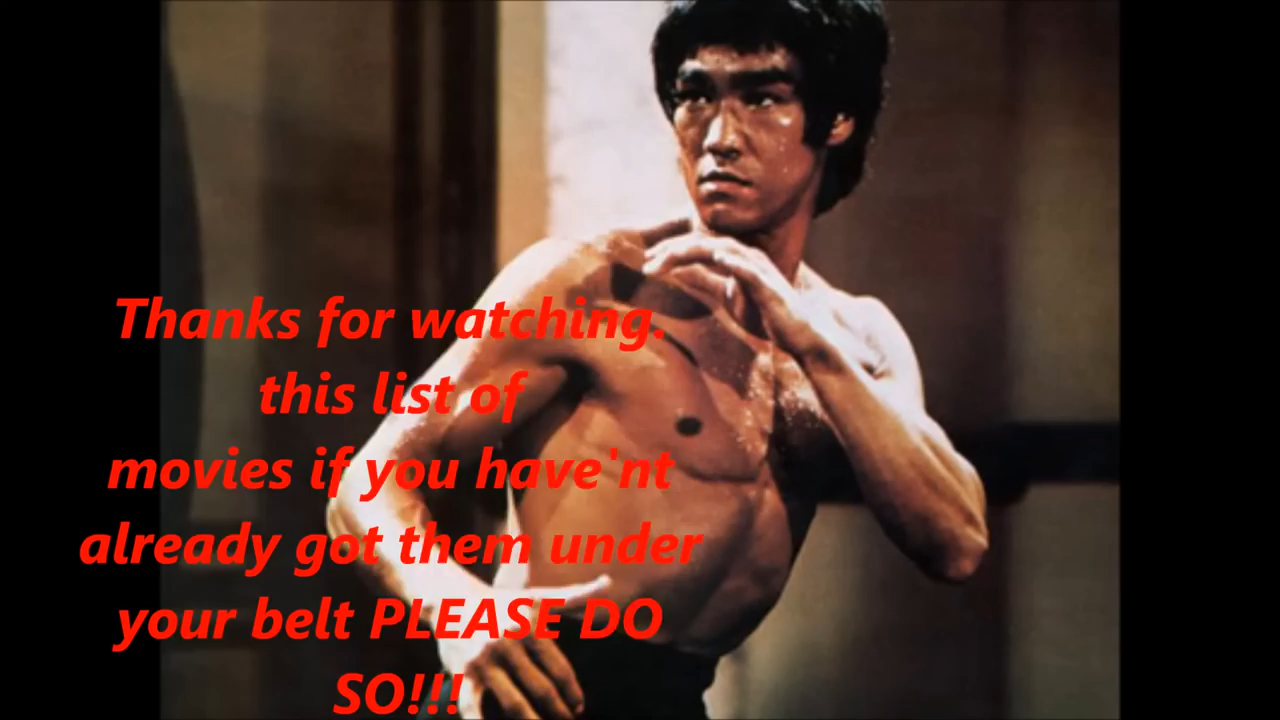 Thanks for watching.
this list of
movies if you have'nt
already got them under
your belt PLEASE DO
SO!!!